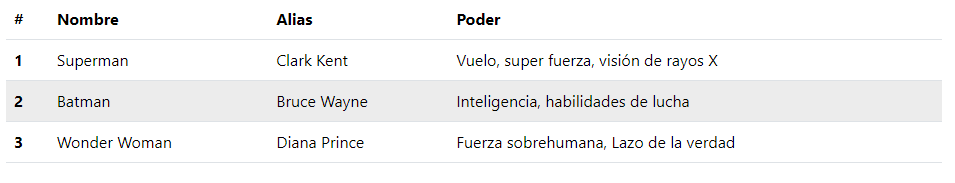 # Nombre Alias Poder
1 Superman Clark Kent Vuelo, super fuerza, visión de rayos X
2 Batman Bruce Wayne Inteligencia, habilidades de lucha
3 Wonder Woman Diana Prince Fuerza sobrehumana, Lazo de la verdad